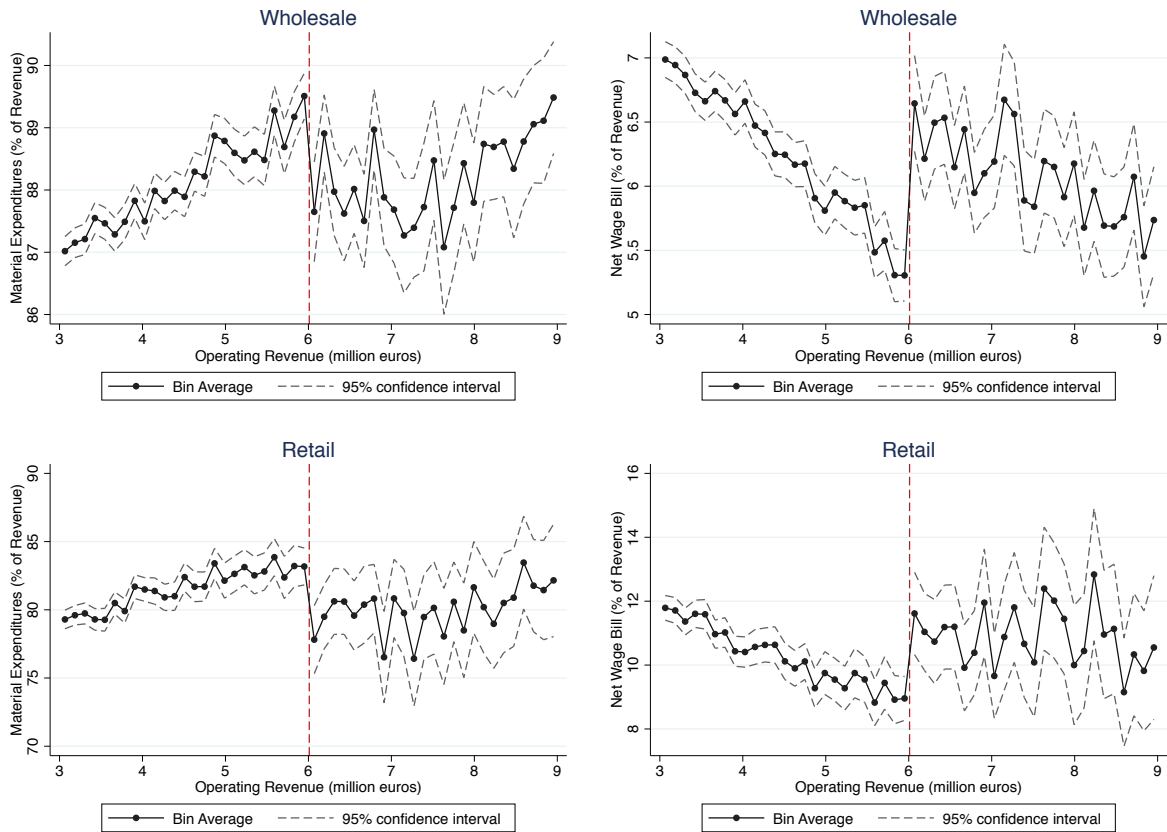 Wholesale
Material Expenditures (% of Revenue)
90
89
88
87
86
3 4 5 6 7 8 9
Operating Revenue (million euros)
Bin Average 95% confidence interval
Wholesale
Net Wage Bill (% of Revenue)
7
6.5
6
5.5
5
3 4 5 6 7 8 9
Operating Revenue (million euros)
Bin Average 95% confidence interval
Retail
Material Expenditures (% of Revenue)
90
85
80
75
70
3 4 5 6 7 8 9
Operating Revenue (million euros)
Bin Average 95% confidence interval
Retail
Net Wage Bill (% of Revenue)
16
14
12
10
8
3 4 5 6 7 8 9
Operating Revenue (million euros)
Bin Average 95% confidence interval